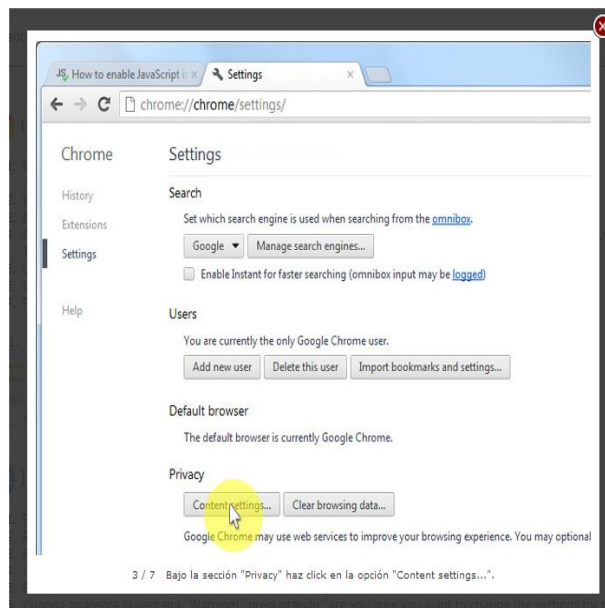 How to enable JavaScript i
Settings
chrome://chrome/settings/
Chrome
History
Extensions
Settings
Help
Settings
Search
Set which search engine is used when searching from the omnibox.
Google
Manage search engines...
Enable Instant for faster searching (omnibox input may be logged)
Users
You are currently the only Google Chrome user.
Add new user
Delete this user
Import bookmarks and settings...
Default browser
The default browser is currently Google Chrome.
Privacy
Content settings...
Clear browsing data...
Google Chrome may use web services to improve your browsing experience. You may optional
3 / 7 Bajo la sección "Privacy" haz click en la opción "Content settings...".